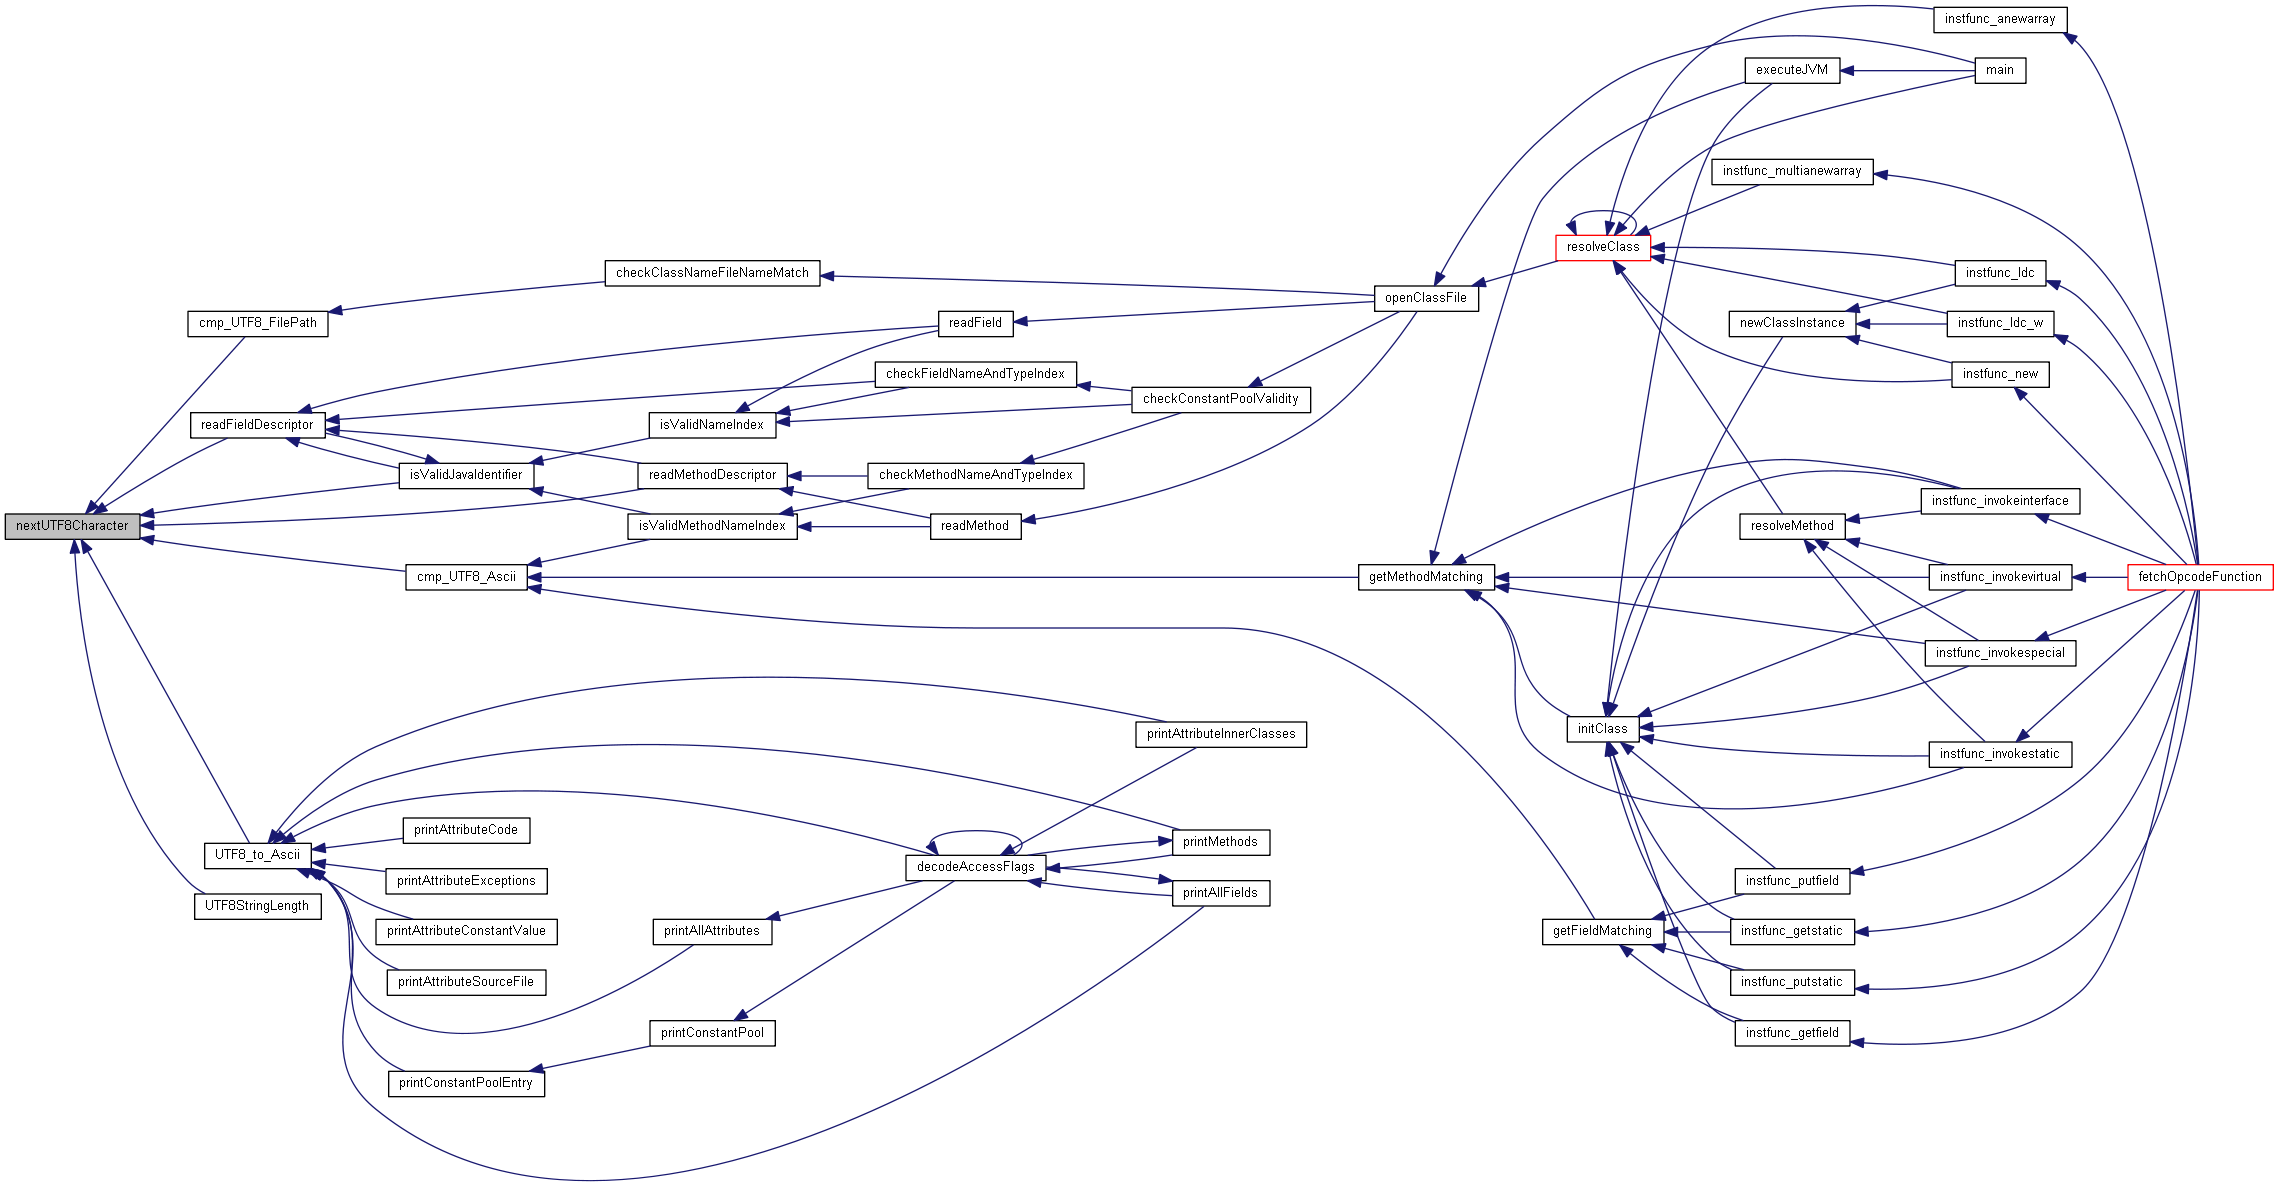 instfunc_anewarray
executeJVM
main
instfunc_multianewarray
resolveClass
checkClassNameFileNameMatch
instfunc_ldc
openClassFile
cmp_UTF8_FilePath
readField
newClassInstance
instfunc_ldc_w
checkFieldNameAndTypeIndex
instfunc_new
checkConstantPoolValidity
readFieldDescriptor
isValidNameIndex
isValidJavaIdentifier
readMethodDescriptor
checkMethodNameAndTypeIndex
instfunc_invokeinterface
nextUTF8Character
isValidMethodNameIndex
readMethod
resolveMethod
cmp_UTF8_Ascii
getMethodMatching
instfunc_invokevirtual
fetchOpcodeFunction
instfunc_invokespecial
printAttributeInnerClasses
initClass
instfunc_invokestatic
printAttributeCode
printMethods
UTF8_to_Ascii
decodeAccessFlags
printAttributeExceptions
printAllFields
instfunc_putfield
UTF8StringLength
printAttributeConstantValue
printAllAttributes
getFieldMatching
instfunc_getstatic
printAttributeSourceFile
instfunc_putstatic
printConstantPool
instfunc_getfield
printConstantPoolEntry